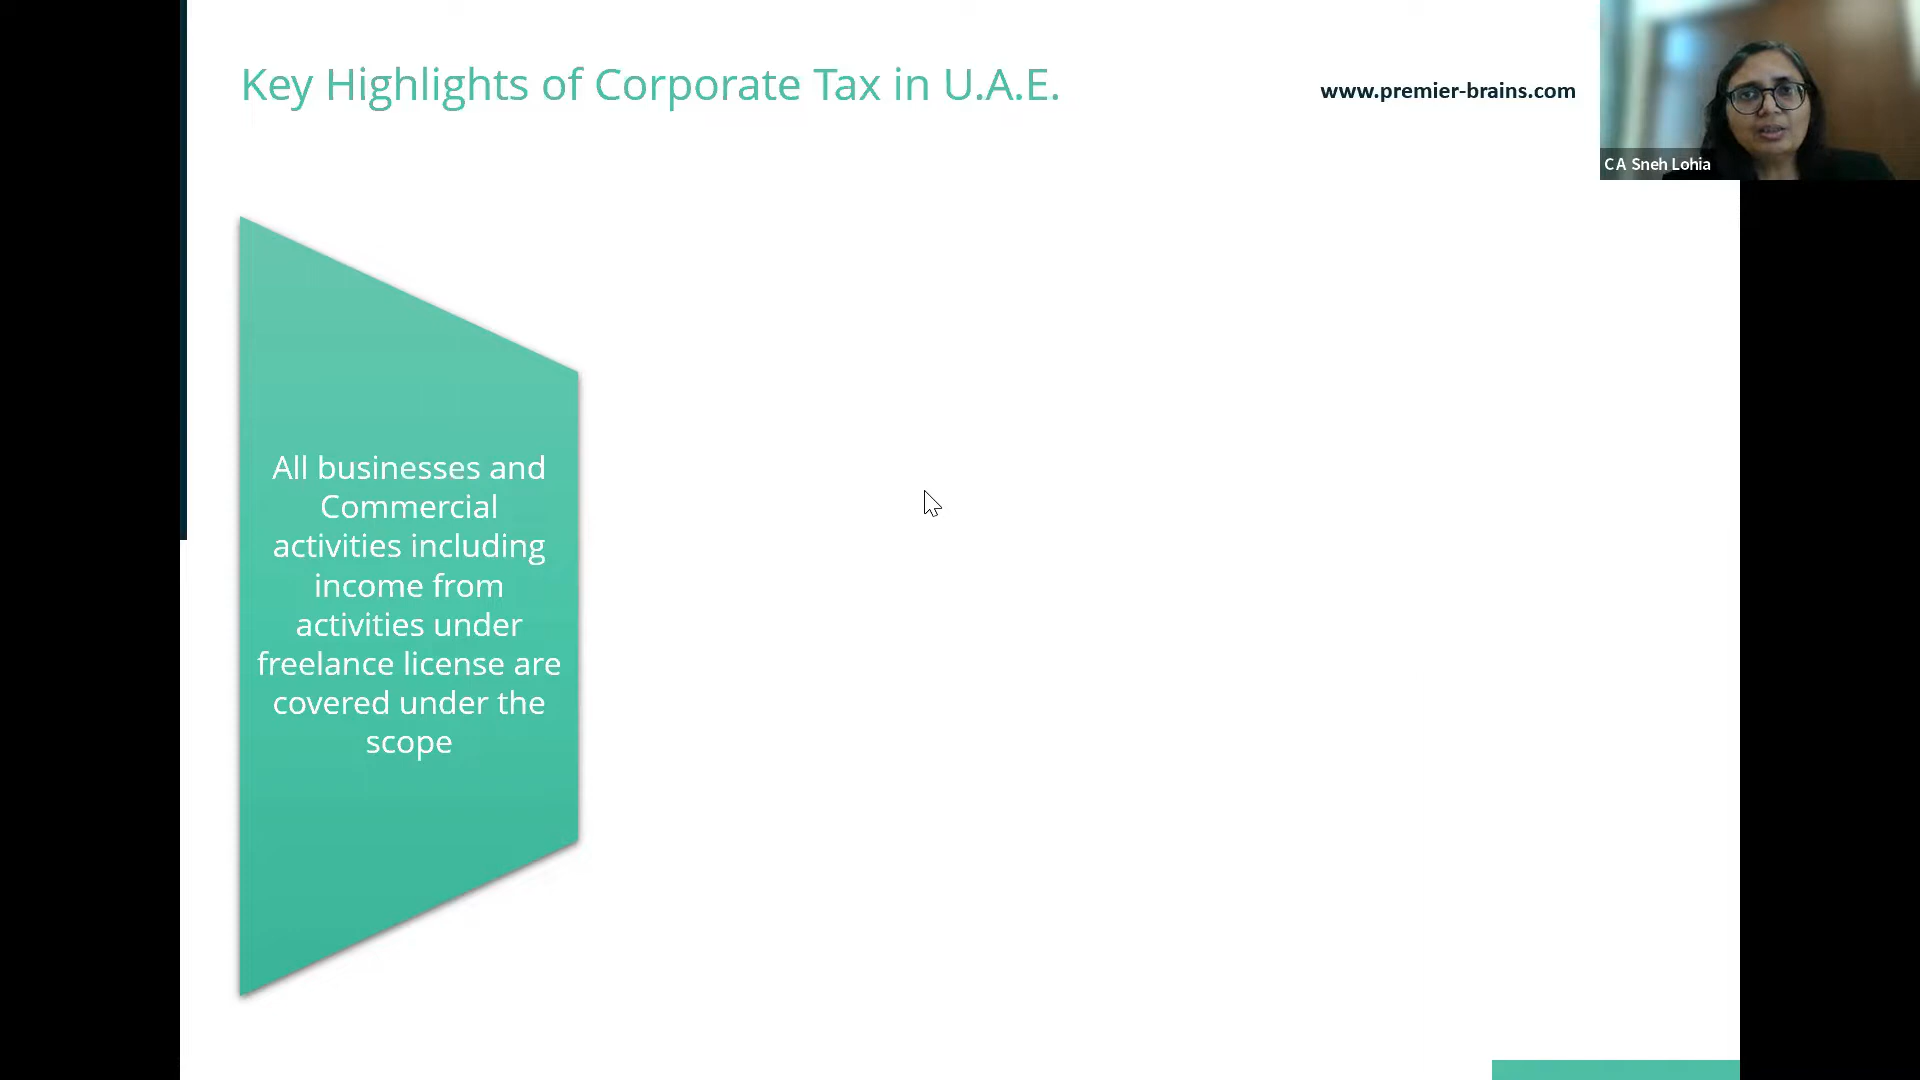 Key Highlights of Corporate Tax in U.A.E.
www.premier-brains.com
CA Sneh Lohia
All businesses and
Commercial
activities including
income from
activities under
freelance license are
covered under the
scope